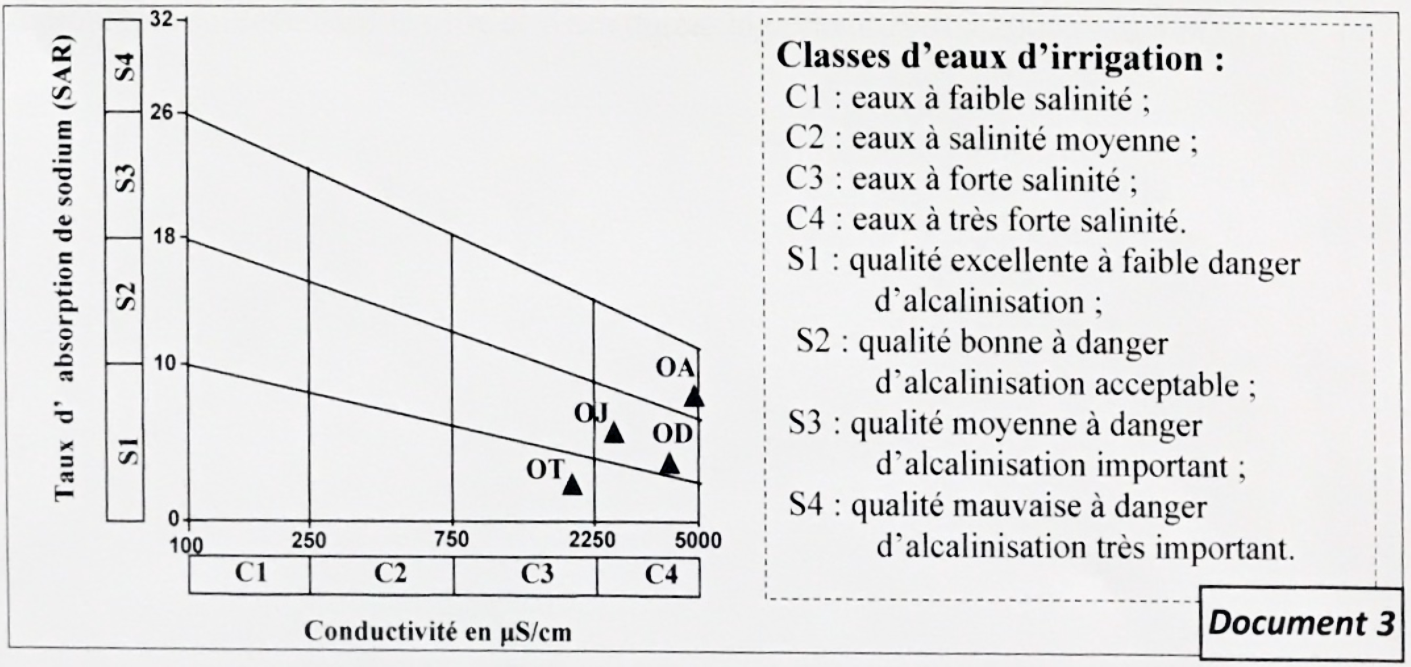 Taux d' absorption de sodium (SAR)
S4
S3
S2
S1
32
26
18
10
0
OA
OJ
OD
OT
100
250
750
2250
5000
C1
C2
C3
C4
Conductivité en µS/cm
Classes d'eaux d'irrigation :
C1 : eaux à faible salinité ;
C2 : eaux à salinité moyenne ;
C3 : eaux à forte salinité ;
C4 : eaux à très forte salinité.
S1 : qualité excellente à faible danger
d'alcalinisation ;
S2 : qualité bonne à danger
d'alcalinisation acceptable ;
S3 : qualité moyenne à danger
d'alcalinisation important ;
S4 : qualité mauvaise à danger
d'alcalinisation très important.
Document 3